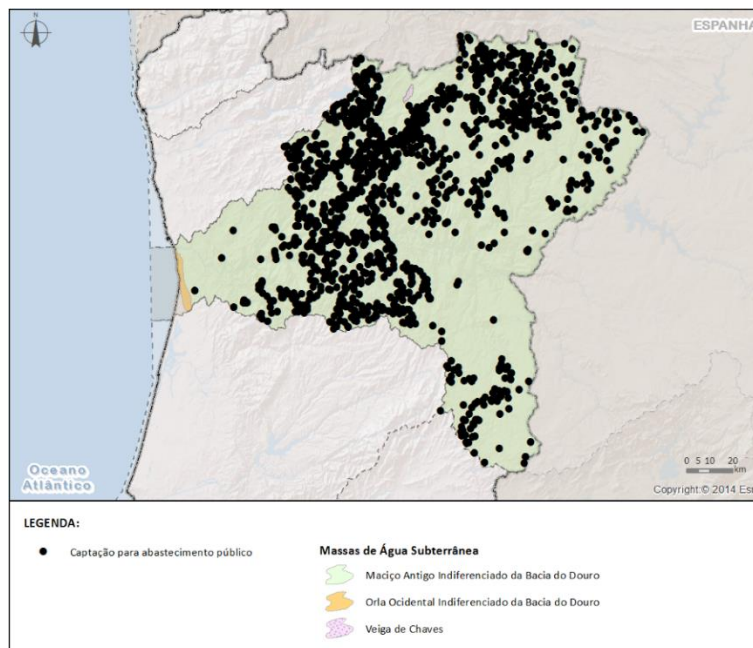 N
ESPANHA
Oceano
Atlântico
0 5 10 20
km
Copyright:© 2014 Esri
LEGENDA:
Captação para abastecimento público
Massas de Água Subterrânea
Maciço Antigo Indiferenciado da Bacia do Douro
Orla Ocidental Indiferenciado da Bacia do Douro
Veiga de Chaves